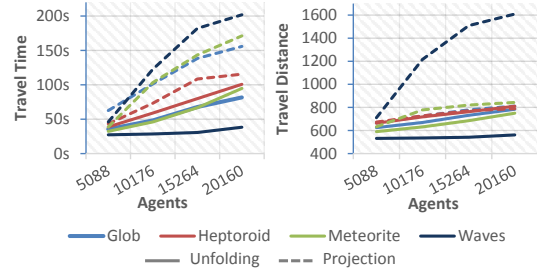 200s
150s
100s
50s
0s
Travel Time
5088 10176 15264 20160
Agents
1600
1400
1200
1000
800
600
400
Travel Distance
5088 10176 15264 20160
Agents
Glob Heptoroid Meteorite Waves
Unfolding Projection